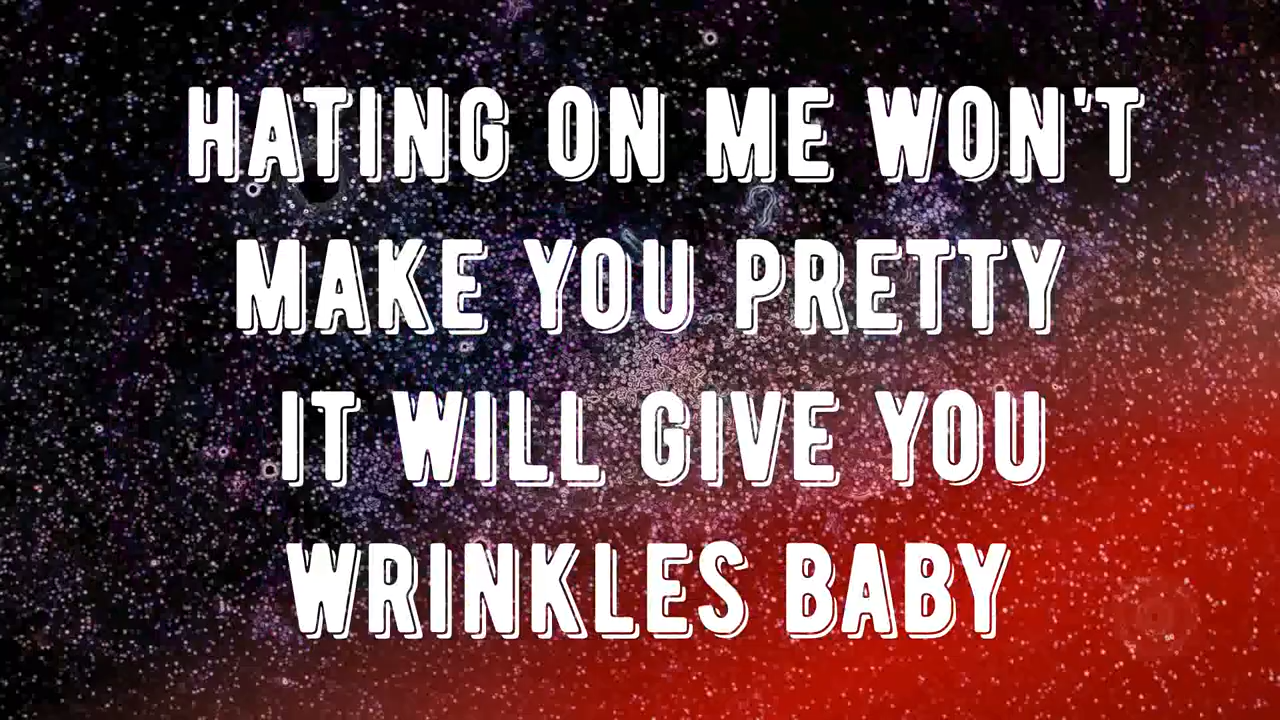 HATING ON ME WON'T
MAKE YOU PRETTY
IT WILL GIVE YOU
WRINKLES BABY